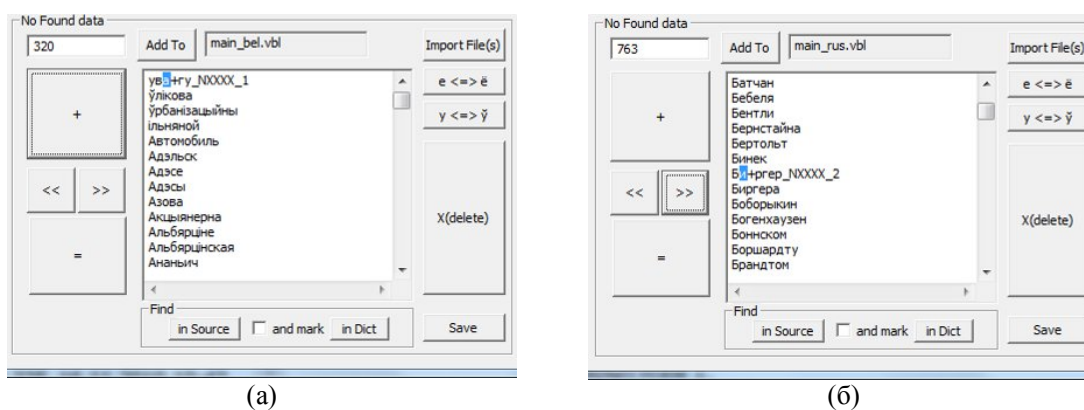 No Found data
320
Add To
main_bel.vbl
Import File(s)
+
<<
>>
=
ува+гу_NXXXX_1
ўлікова
ўрбанізацыйны
ільняной
Автомобиль
Адэльск
Адэсе
Адэсы
Азова
Акцыянерна
Альбярціне
Альбярцінская
Ананьич
е <=> ё
у <=> ў
X(delete)
Find
in Source
and mark
in Dict
Save
(а)
No Found data
763
Add To
main_rus.vbl
Import File(s)
+
<<
>>
=
Батчан
Бебеля
Бентли
Бернстайна
Бертольт
Бинек
Би+ргер_NXXXX_2
Биргера
Боборыкин
Богенхаузен
Боннском
Боршардту
Брандтом
е <=> ё
у <=> ў
X(delete)
Find
in Source
and mark
in Dict
Save
(б)